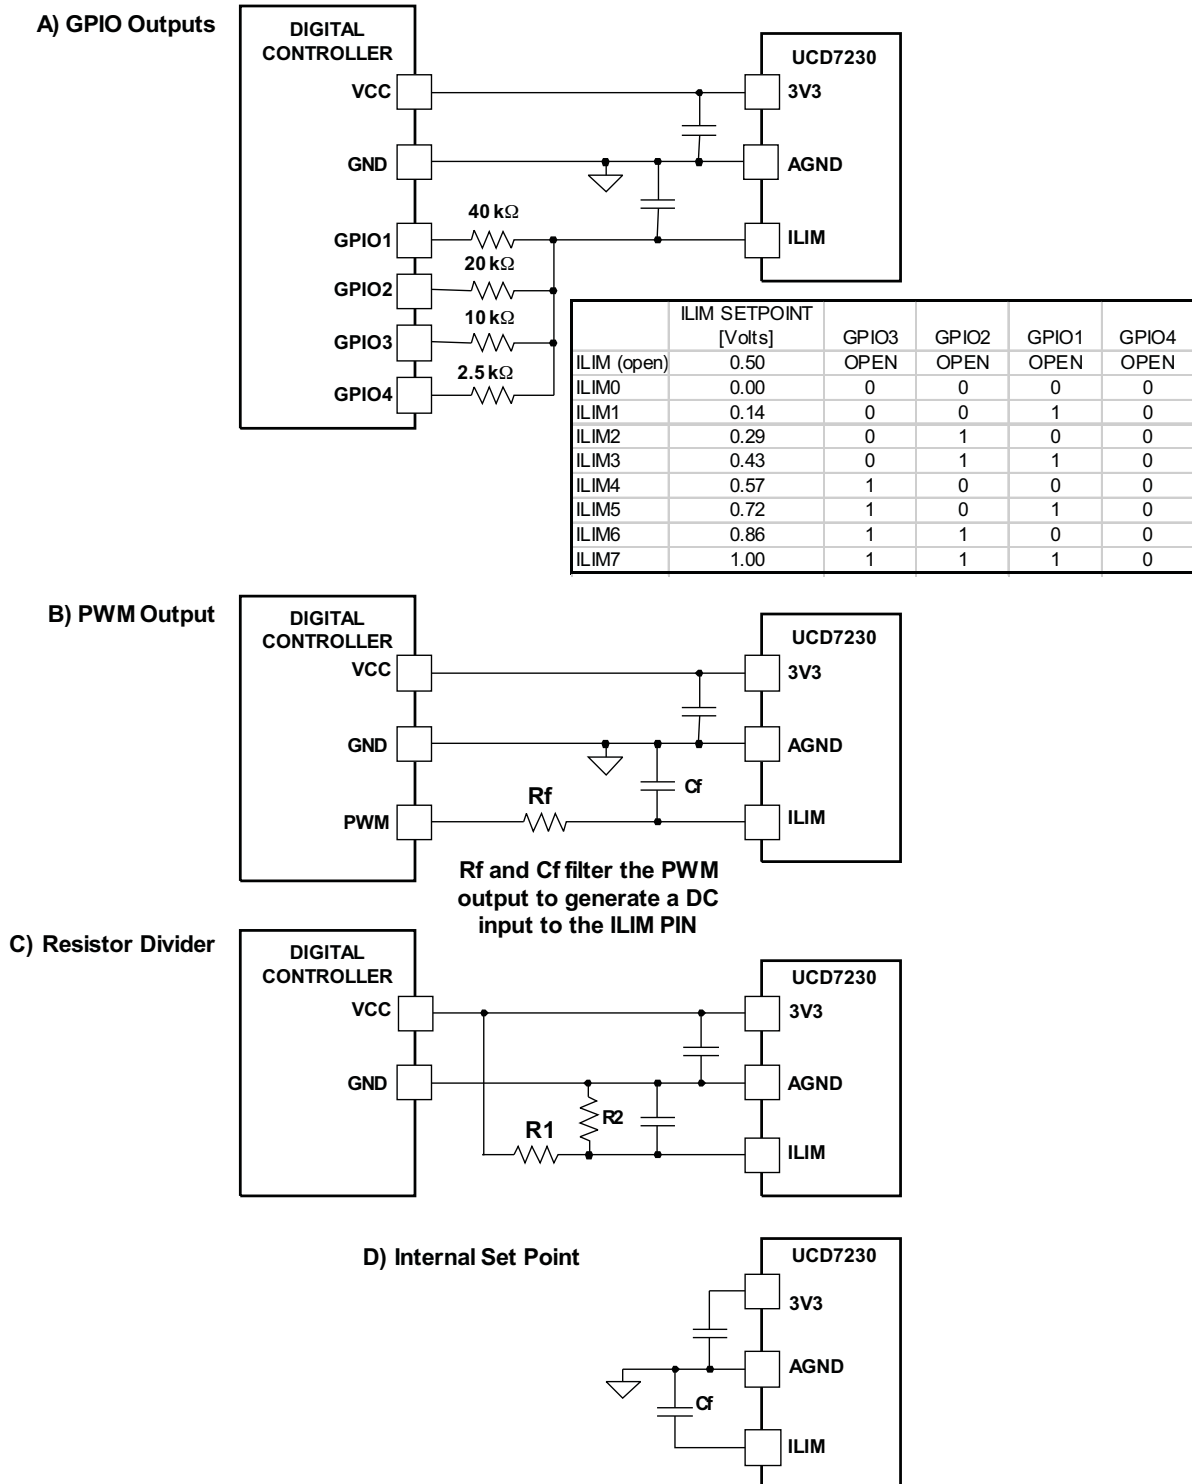 A) GPIO Outputs
DIGITAL
CONTROLLER
VCC
GND
GPIO1
GPIO2
GPIO3
GPIO4
40 kΩ
20 kΩ
10 kΩ
2.5 kΩ
UCD7230
3V3
AGND
ILIM
ILIM SETPOINT
[Volts] GPIO3 GPIO2 GPIO1 GPIO4
ILIM (open) 0.50 OPEN OPEN OPEN OPEN
ILIM0 0.00 0 0 0 0
ILIM1 0.14 0 0 1 0
ILIM2 0.29 0 1 0 0
ILIM3 0.43 0 1 1 0
ILIM4 0.57 1 0 0 0
ILIM5 0.72 1 0 1 0
ILIM6 0.86 1 1 0 0
ILIM7 1.00 1 1 1 0
B) PWM Output
DIGITAL
CONTROLLER
VCC
GND
PWM
Rf
Cf
UCD7230
3V3
AGND
ILIM
Rf and Cf filter the PWM
output to generate a DC
input to the ILIM PIN
C) Resistor Divider
DIGITAL
CONTROLLER
VCC
GND
R1
R2
UCD7230
3V3
AGND
ILIM
D) Internal Set Point
UCD7230
3V3
AGND
Cf
ILIM